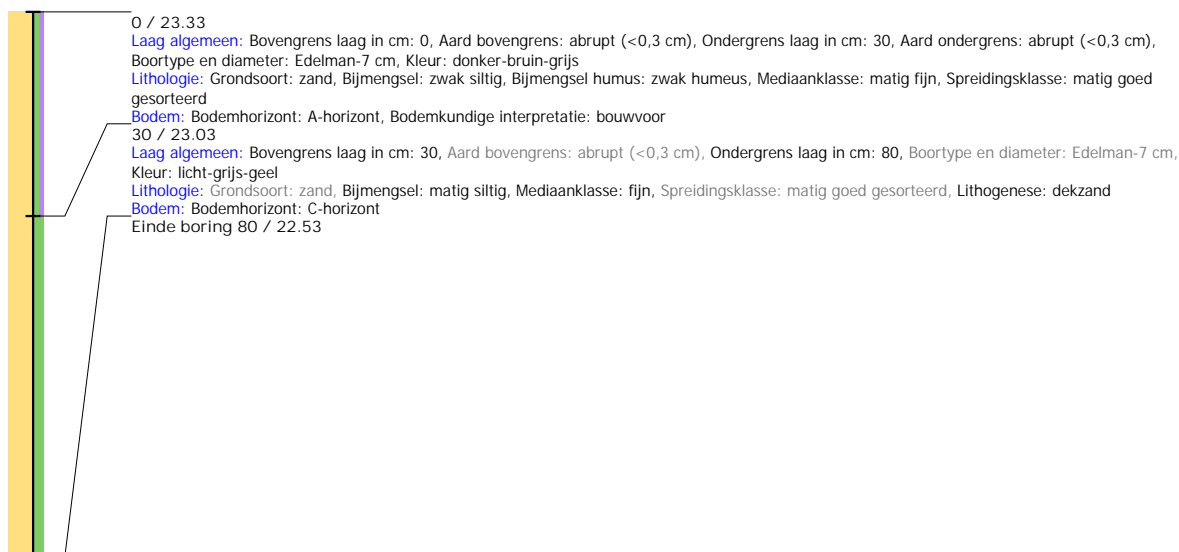 0 / 23.33
Laag algemeen: Bovengrens laag in cm: 0, Aard bovengrens: abrupt (<0,3 cm), Ondergrens laag in cm: 30, Aard ondergrens: abrupt (<0,3 cm),
Boortype en diameter: Edelman-7 cm, Kleur: donker-bruin-grijs
Lithologie: Grondsoort: zand, Bijmengsel: zwak siltig, Bijmengsel humus: zwak humeus, Mediaanklasse: matig fijn, Spreidingsklasse: matig goed
gesorteerd
Bodem: Bodemhorizont: A-horizont, Bodemkundige interpretatie: bouwvoor
30 / 23.03
Laag algemeen: Bovengrens laag in cm: 30, Aard bovengrens: abrupt (<0,3 cm), Ondergrens laag in cm: 80, Boortype en diameter: Edelman-7 cm,
Kleur: licht-grijs-geel
Lithologie: Grondsoort: zand, Bijmengsel: matig siltig, Mediaanklasse: fijn, Spreidingsklasse: matig goed gesorteerd, Lithogenese: dekzand
Bodem: Bodemhorizont: C-horizont
Einde boring 80 / 22.53